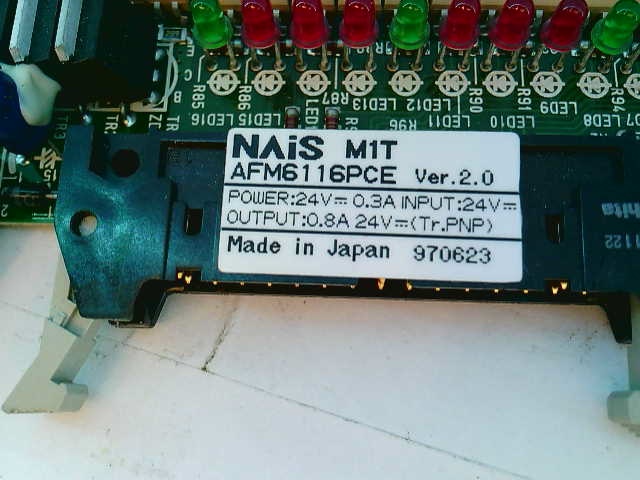 R85 R86 R87 R90 R91 R94
LED16 LED13 LED12 LED11 LED10 LED9 LED8
R96
NAiS M1T
AFM6116PCE Ver.2.0
POWER:24V⎓ 0.3A INPUT:24V⎓
OUTPUT:0.8A 24V⎓(Tr.PNP)
Made in Japan 970623